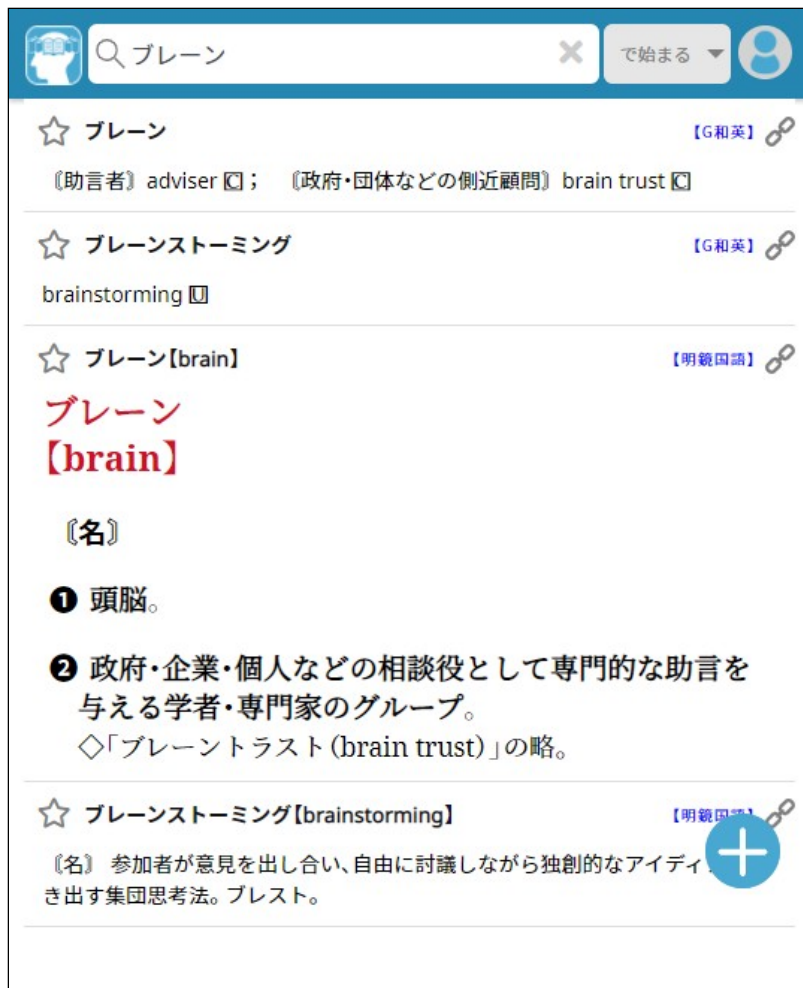 ブレーン
で始まる
ブレーン 【G和英】
〘助言者〙 adviser 🄲 ; 〘政府・団体などの側近顧問〙 brain trust 🄲
ブレーンストーミング 【G和英】
brainstorming 🅄
ブレーン【brain】 【明鏡国語】
ブレーン
【brain】
〘名〙
❶ 頭脳。
❷ 政府・企業・個人などの相談役として専門的な助言を
与える学者・専門家のグループ。
◇「ブレーントラスト(brain trust)」の略。
ブレーンストーミング【brainstorming】 【明鏡国語】
〘名〙 参加者が意見を出し合い、自由に討議しながら独創的なアイディ
き出す集団思考法。ブレスト。